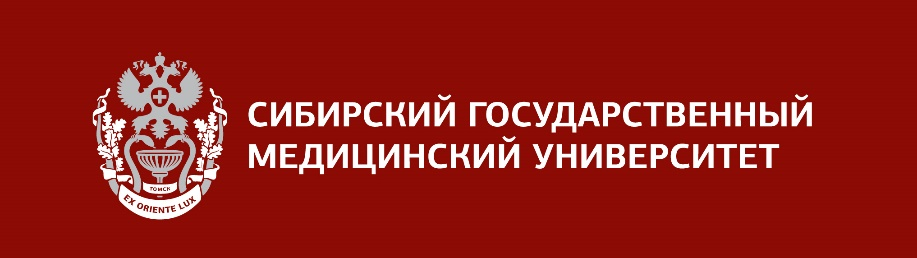 СИБИРСКИЙ ГОСУДАРСТВЕННЫЙ
МЕДИЦИНСКИЙ УНИВЕРСИТЕТ
ТОМСК
EX ORIENTE LUX